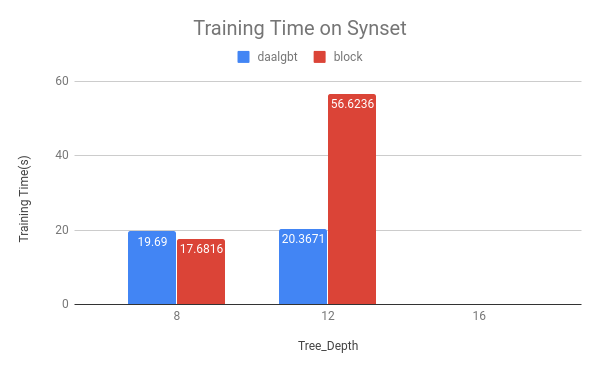 Training Time on Synset
daalgbt block
60
40
20
0
Training Time(s)
19.69
17.6816
20.3671
56.6236
8 12 16
Tree_Depth